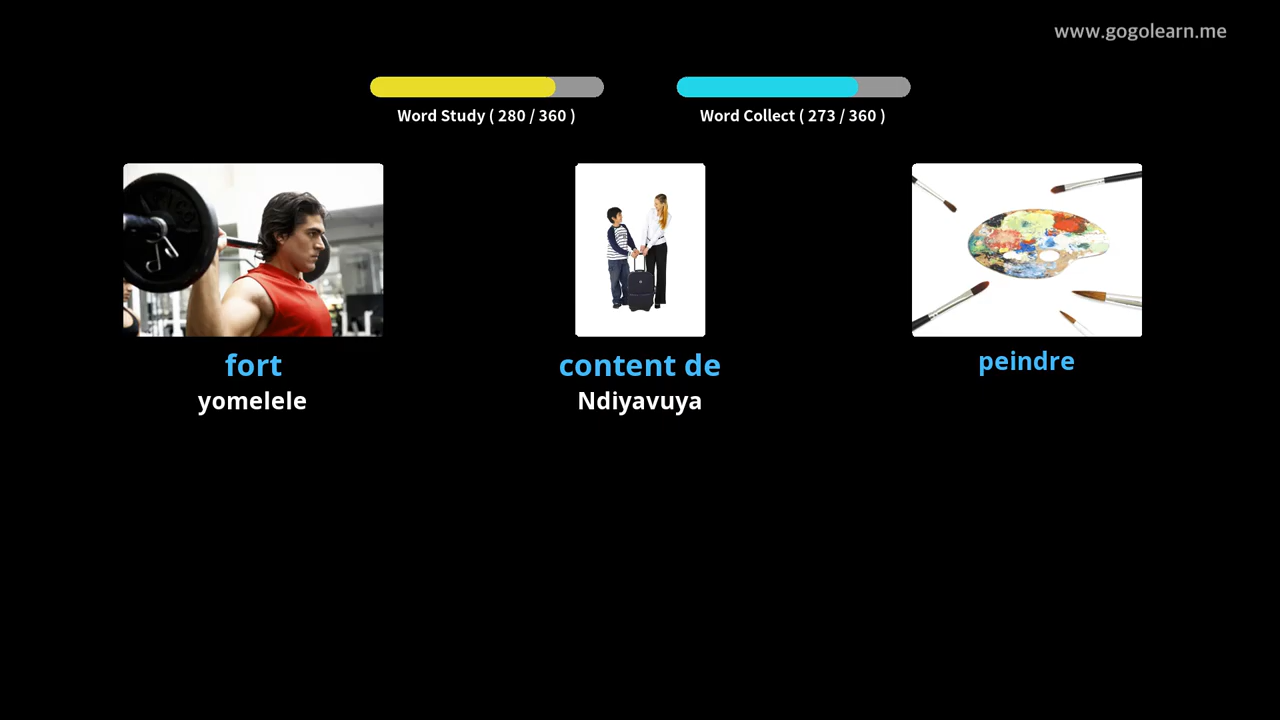 www.gogolearn.me
Word Study ( 280 / 360 )
Word Collect ( 273 / 360 )
fort
yomelele
content de
Ndiyavuya
peindre